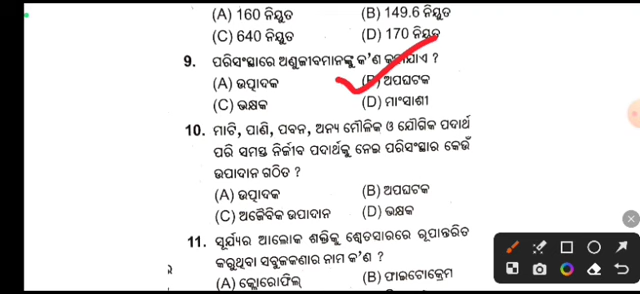 (A) 160 ନିୟୁତ (B) 149.6 ନିୟୁତ
(C) 640 ନିୟୁତ (D) 170 ନିୟୁତ
9. ପରିସଂସ୍ଥାରେ ଅଣୁଜୀବମାନଙ୍କୁ କ'ଣ କୁହାଯାଏ ?
(A) ଉତ୍ପାଦକ (B) ଅପଘଟକ
(C) ଭକ୍ଷକ (D) ମାଂସାଶୀ
10. ମାଟି, ପାଣି, ପବନ, ଅନ୍ୟ ମୌଳିକ ଓ ଯୌଗିକ ପଦାର୍ଥ
ପରି ସମସ୍ତ ନିର୍ଜୀବ ପଦାର୍ଥକୁ ନେଇ ପରିସଂସ୍ଥାର କେଉଁ
ଉପାଦାନ ଗଠିତ ?
(A) ଉତ୍ପାଦକ (B) ଅପଘଟକ
(C) ଅଜୈବିକ ଉପାଦାନ (D) ଭକ୍ଷକ
11. ସୂର୍ଯ୍ୟର ଆଲୋକ ଶକ୍ତିକୁ ଶ୍ୱେତସାରରେ ରୂପାନ୍ତରିତ
କରୁଥିବା ସବୁଜକଣାର ନାମ କ'ଣ ?
(A) କ୍ଲୋରୋଫିଲ୍ (B) ଫାଇଟୋକ୍ରୋମ